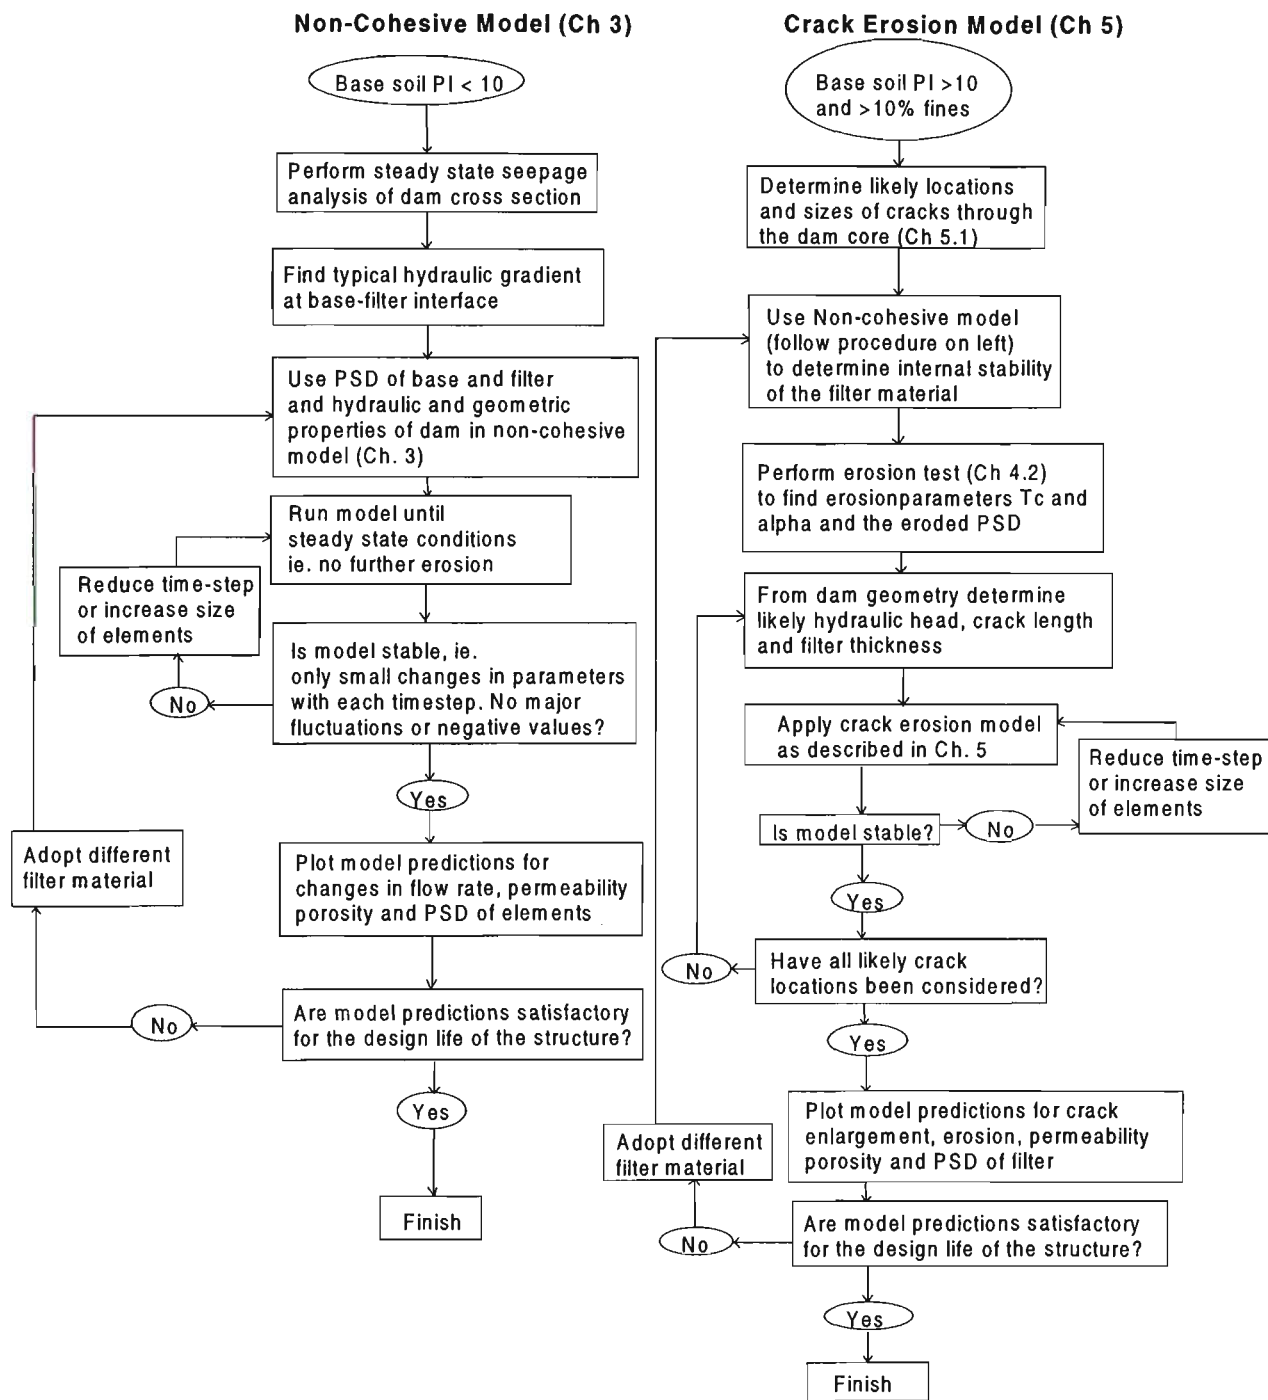 Non-Cohesive Model (Ch 3)
Base soil PI < 10
Perform steady state seepage
analysis of dam cross section
Find typical hydraulic gradient
at base-filter interface
Use PSD of base and filter
and hydraulic and geometric
properties of dam in non-cohesive
model (Ch. 3)
Run model until
steady state conditions
ie. no further erosion
Reduce time-step
or increase size
of elements
Is model stable, ie.
only small changes in parameters
with each timestep. No major
fluctuations or negative values?
No
Yes
Adopt different
filter material
Plot model predictions for
changes in flow rate, permeability
porosity and PSD of elements
Are model predictions satisfactory
for the design life of the structure?
No
Yes
Finish
Crack Erosion Model (Ch 5)
Base soil PI >10
and >10% fines
Determine likely locations
and sizes of cracks through
the dam core (Ch 5.1)
Use Non-cohesive model
(follow procedure on left)
to determine internal stability
of the filter material
Perform erosion test (Ch 4.2)
to find erosionparameters Tc and
alpha and the eroded PSD
From dam geometry determine
likely hydraulic head, crack length
and filter thickness
Apply crack erosion model
as described in Ch. 5
Reduce time-step
or increase size
of elements
Is model stable?
No
Yes
Have all likely crack
locations been considered?
No
Yes
Plot model predictions for crack
enlargement, erosion, permeability
porosity and PSD of filter
Adopt different
filter material
Are model predictions satisfactory
for the design life of the structure?
No
Yes
Finish